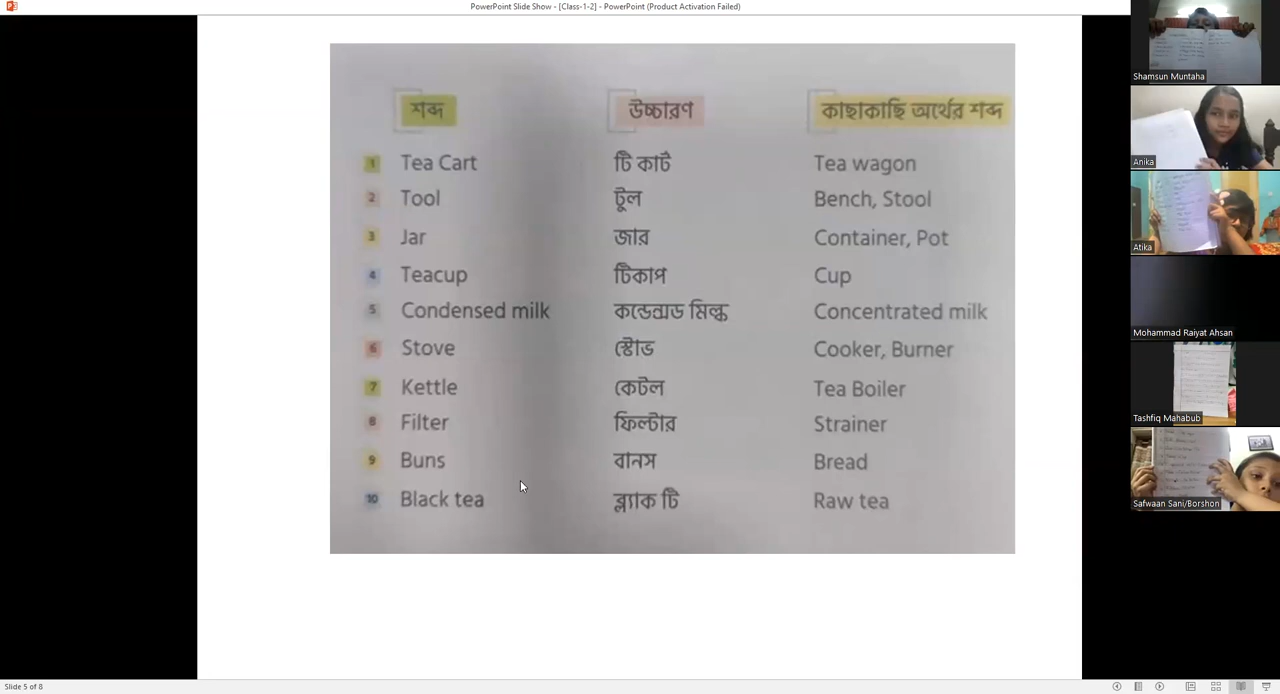 PowerPoint Slide Show - [Class-1-2] - PowerPoint (Product Activation Failed)
শব্দ উচ্চারণ কাছাকাছি অর্থের শব্দ
1 Tea Cart টি কার্ট Tea wagon
2 Tool টুল Bench, Stool
3 Jar জার Container, Pot
4 Teacup টিকাপ Cup
5 Condensed milk কন্ডেন্সড মিল্ক Concentrated milk
6 Stove স্টৌভ Cooker, Burner
7 Kettle কেটল Tea Boiler
8 Filter ফিল্টার Strainer
9 Buns বানস Bread
10 Black tea ব্ল্যাক টি Raw tea
Shamsun Muntaha
Anika
Atika
Mohammad Raiyat Ahsan
Tashfiq Mahabub
Safwaan Sani/Borshon
Slide 5 of 8